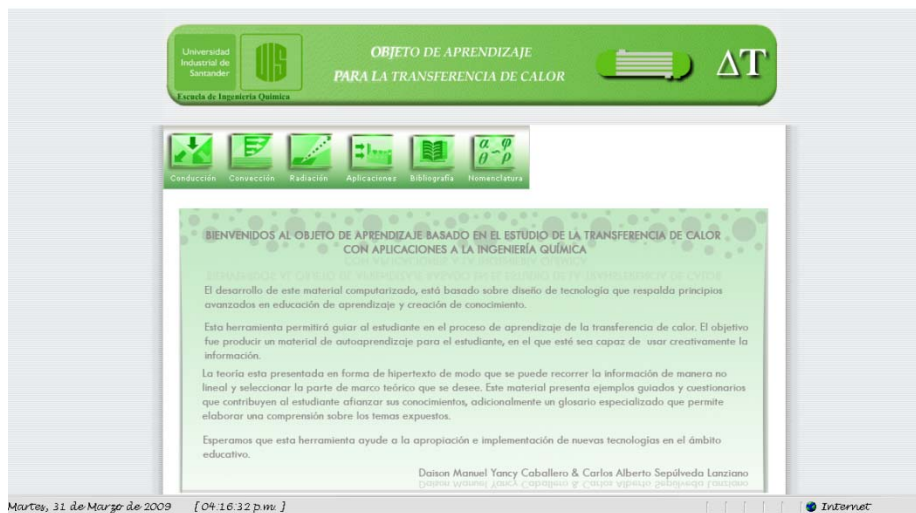 Universidad
Industrial de
Santander
UIS
Escuela de Ingeniería Química
OBJETO DE APRENDIZAJE
PARA LA TRANSFERENCIA DE CALOR
ΔT
Conducción Convección Radiación Aplicaciones Bibliografía Nomenclatura
α φ
θ ρ
BIENVENIDOS AL OBJETO DE APRENDIZAJE BASADO EN EL ESTUDIO DE LA TRANSFERENCIA DE CALOR
CON APLICACIONES A LA INGENIERÍA QUÍMICA
El desarrollo de este material computarizado, está basado sobre diseño de tecnología que respalda principios
avanzados en educación de aprendizaje y creación de conocimiento.
Esta herramienta permitirá guiar al estudiante en el proceso de aprendizaje de la transferencia de calor. El objetivo
fue producir un material de autoaprendizaje para el estudiante, en el que esté sea capaz de usar creativamente la
información.
La teoría esta presentada en forma de hipertexto de modo que se puede recorrer la información de manera no
lineal y seleccionar la parte de marco teórico que se desee. Este material presenta ejemplos guiados y cuestionarios
que contribuyen al estudiante afianzar sus conocimientos, adicionalmente un glosario especializado que permite
elaborar una comprensión sobre los temas expuestos.
Esperamos que esta herramienta ayude a la apropiación e implementación de nuevas tecnologías en el ámbito
educativo.
Daison Manuel Yancy Caballero & Carlos Alberto Sepúlveda Lanziano
Martes, 31 de Marzo de 2009 [ 04:16:32 p.m. ]
Internet